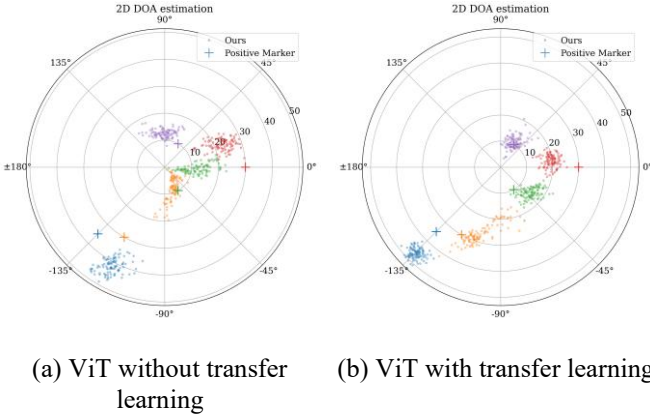 2D DOA estimation
90°
Ours
Positive Marker
135°
45°
50
40
30
20
10
±180°
0°
-135°
-45°
-90°
2D DOA estimation
90°
Ours
Positive Marker
135°
45°
50
40
30
20
10
±180°
0°
-135°
-45°
-90°
(a) ViT without transfer
learning
(b) ViT with transfer learning